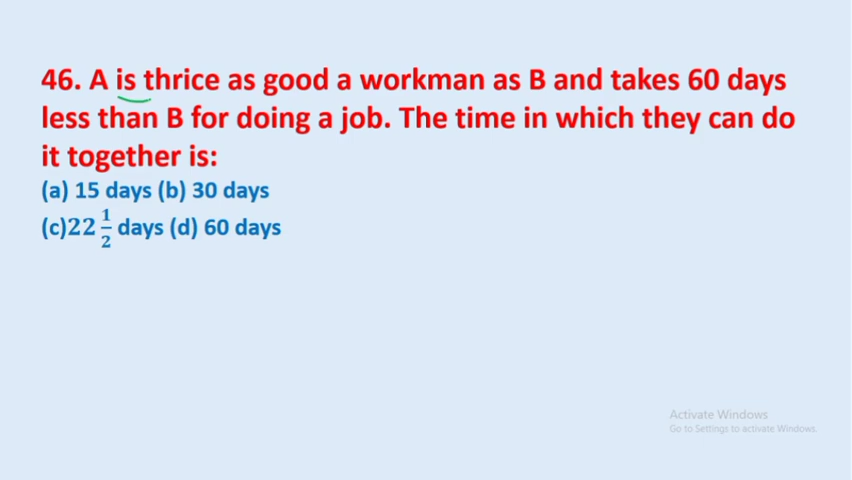 46. A is thrice as good a workman as B and takes 60 days
less than B for doing a job. The time in which they can do
it together is:
(a) 15 days (b) 30 days
(c)22 1/2 days (d) 60 days
Activate Windows
Go to Settings to activate Windows.